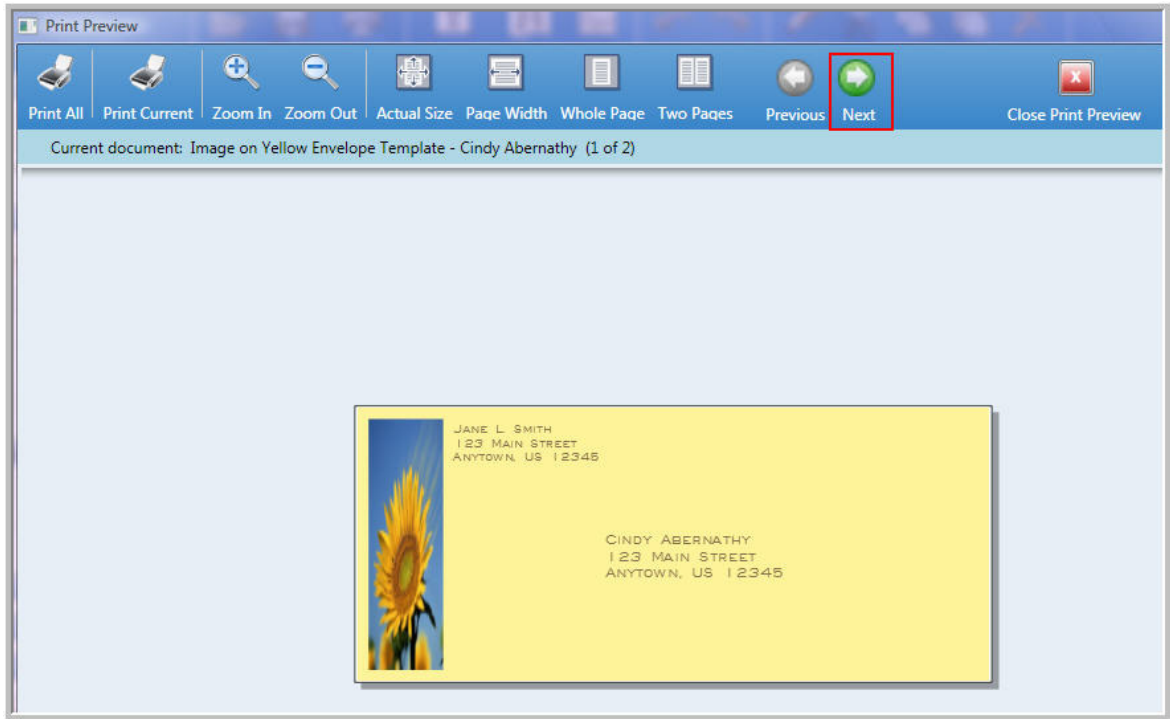 Print Preview
Print All Print Current Zoom In Zoom Out Actual Size Page Width Whole Page Two Pages Previous Next Close Print Preview
Current document: Image on Yellow Envelope Template - Cindy Abernathy (1 of 2)
JANE L. SMITH
123 MAIN STREET
ANYTOWN, US 12345
CINDY ABERNATHY
123 MAIN STREET
ANYTOWN, US 12345